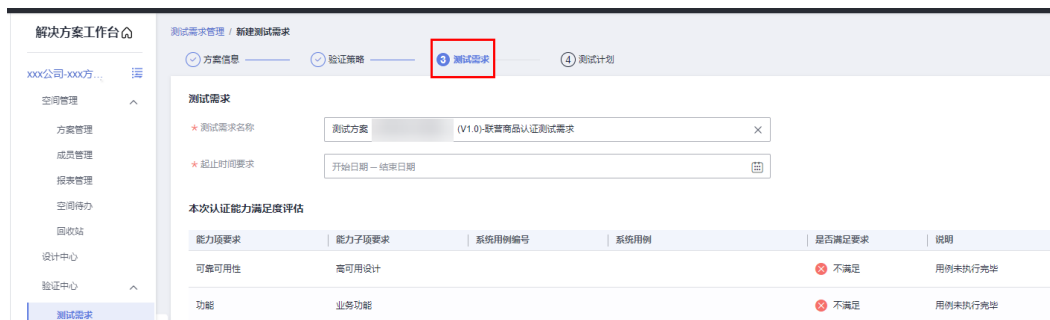 解决方案工作台
测试需求管理 / 新建测试需求
方案信息
验证策略
3 测试需求
4 测试计划
xxx公司-xxx方...
空间管理
方案管理
成员管理
报表管理
空间待办
回收站
设计中心
验证中心
测试需求
测试需求
* 测试需求名称
测试方案 (V1.0)-联营商品认证测试需求
* 起止时间要求
开始日期 – 结束日期
本次认证能力满足度评估
能力项要求 能力子项要求 系统用例编号 系统用例 是否满足要求 说明
可靠可用性 高可用设计 不满足 用例未执行完毕
功能 业务功能 不满足 用例未执行完毕